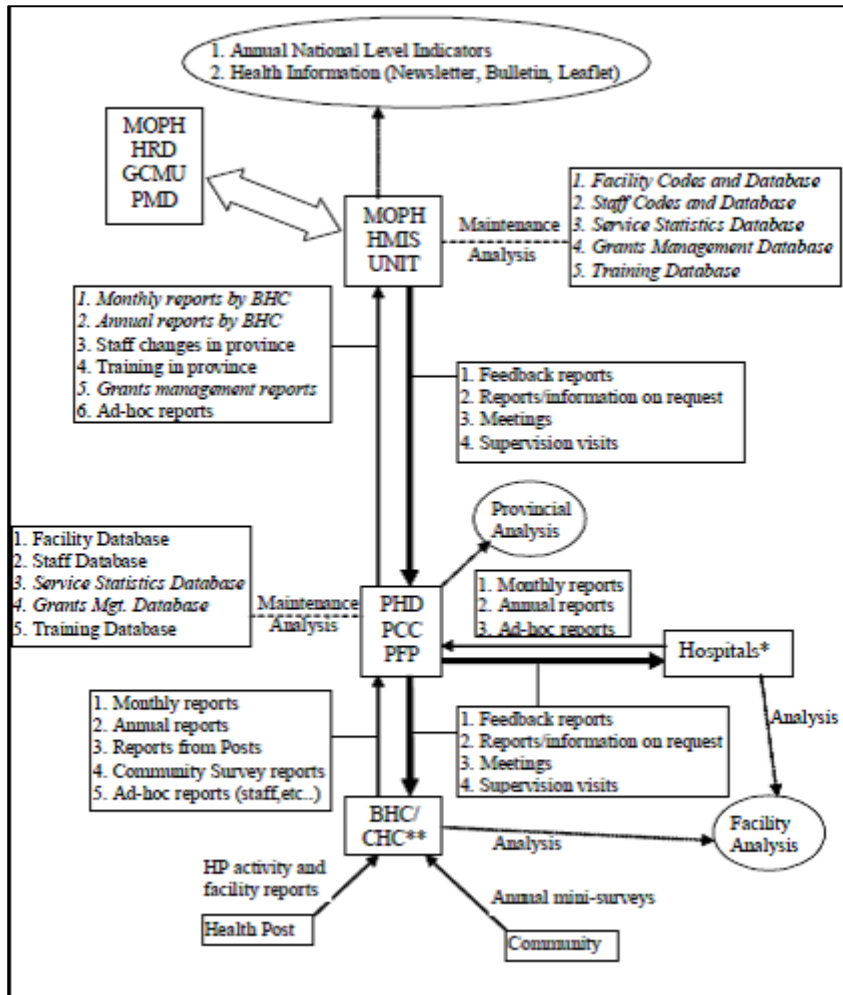 1. Annual National Level Indicators
2. Health Information (Newsletter, Bulletin, Leaflet)
MOPH
HRD
GCMU
PMD
MOPH
HMIS
UNIT
Maintenance
Analysis
1. Facility Codes and Database
2. Staff Codes and Database
3. Service Statistics Database
4. Grants Management Database
5. Training Database
1. Monthly reports by BHC
2. Annual reports by BHC
3. Staff changes in province
4. Training in province
5. Grants management reports
6. Ad-hoc reports
1. Feedback reports
2. Reports/information on request
3. Meetings
4. Supervision visits
Provincial
Analysis
1. Facility Database
2. Staff Database
3. Service Statistics Database
4. Grants Mgt. Database
5. Training Database
Maintenance
Analysis
PHD
PCC
PFP
1. Monthly reports
2. Annual reports
3. Ad-hoc reports
Hospitals*
1. Monthly reports
2. Annual reports
3. Reports from Posts
4. Community Survey reports
5. Ad-hoc reports (staff,etc..)
1. Feedback reports
2. Reports/information on request
3. Meetings
4. Supervision visits
Analysis
BHC/
CHC**
Analysis
Facility
Analysis
HP activity and
facility reports
Annual mini-surveys
Health Post
Community